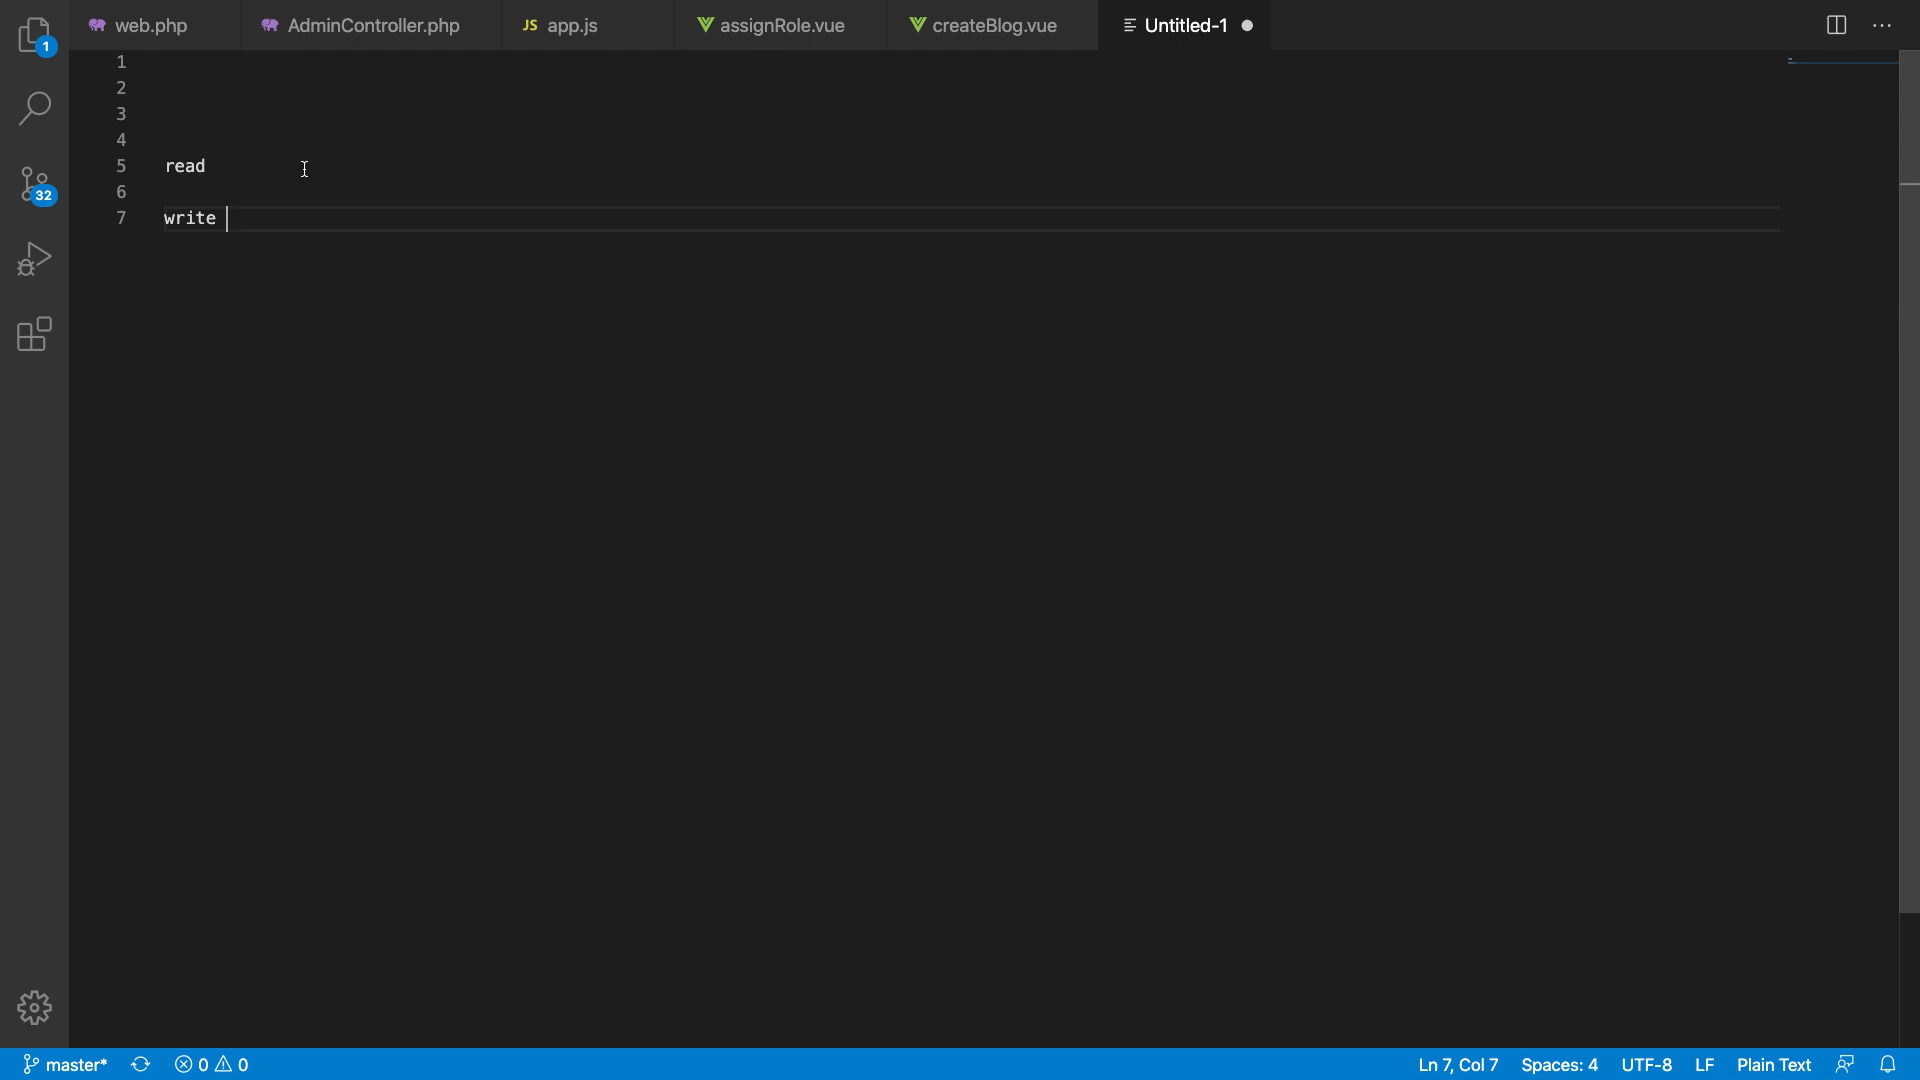 web.php AdminController.php JS app.js assignRole.vue createBlog.vue Untitled-1
1
32
1
2
3
4
5 read
6
7 write
master* 0 0 Ln 7, Col 7 Spaces: 4 UTF-8 LF Plain Text